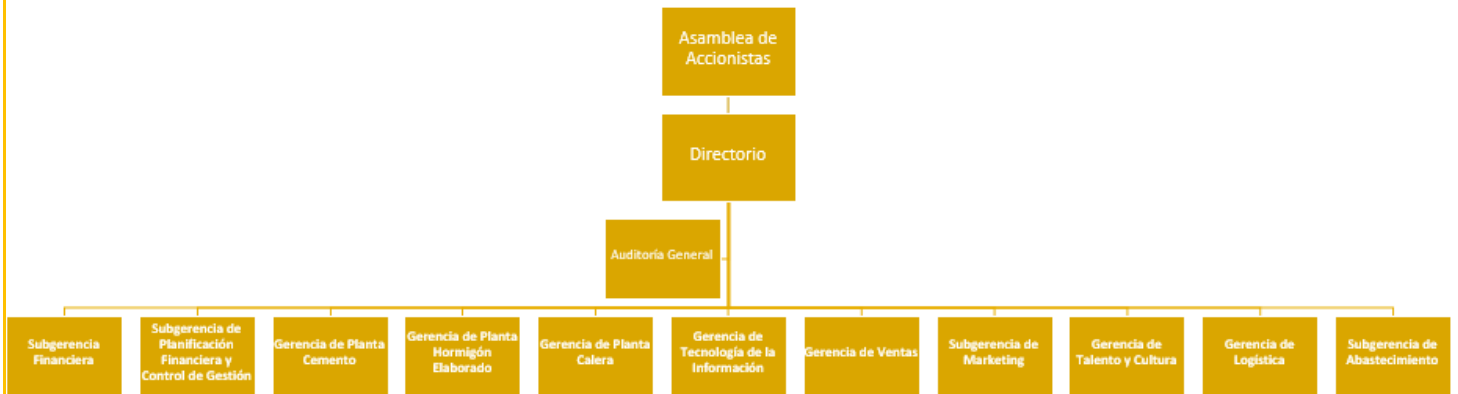 Asamblea de
Accionistas
Directorio
Auditoría General
Subgerencia
Financiera
Subgerencia de
Planificación
Financiera y
Control de Gestión
Gerencia de Planta
Cemento
Gerencia de Planta
Hormigón
Elaborado
Gerencia de Planta
Calera
Gerencia de
Tecnología de la
Información
Gerencia de Ventas
Subgerencia de
Marketing
Gerencia de
Talento y Cultura
Gerencia de
Logística
Subgerencia de
Abastecimiento